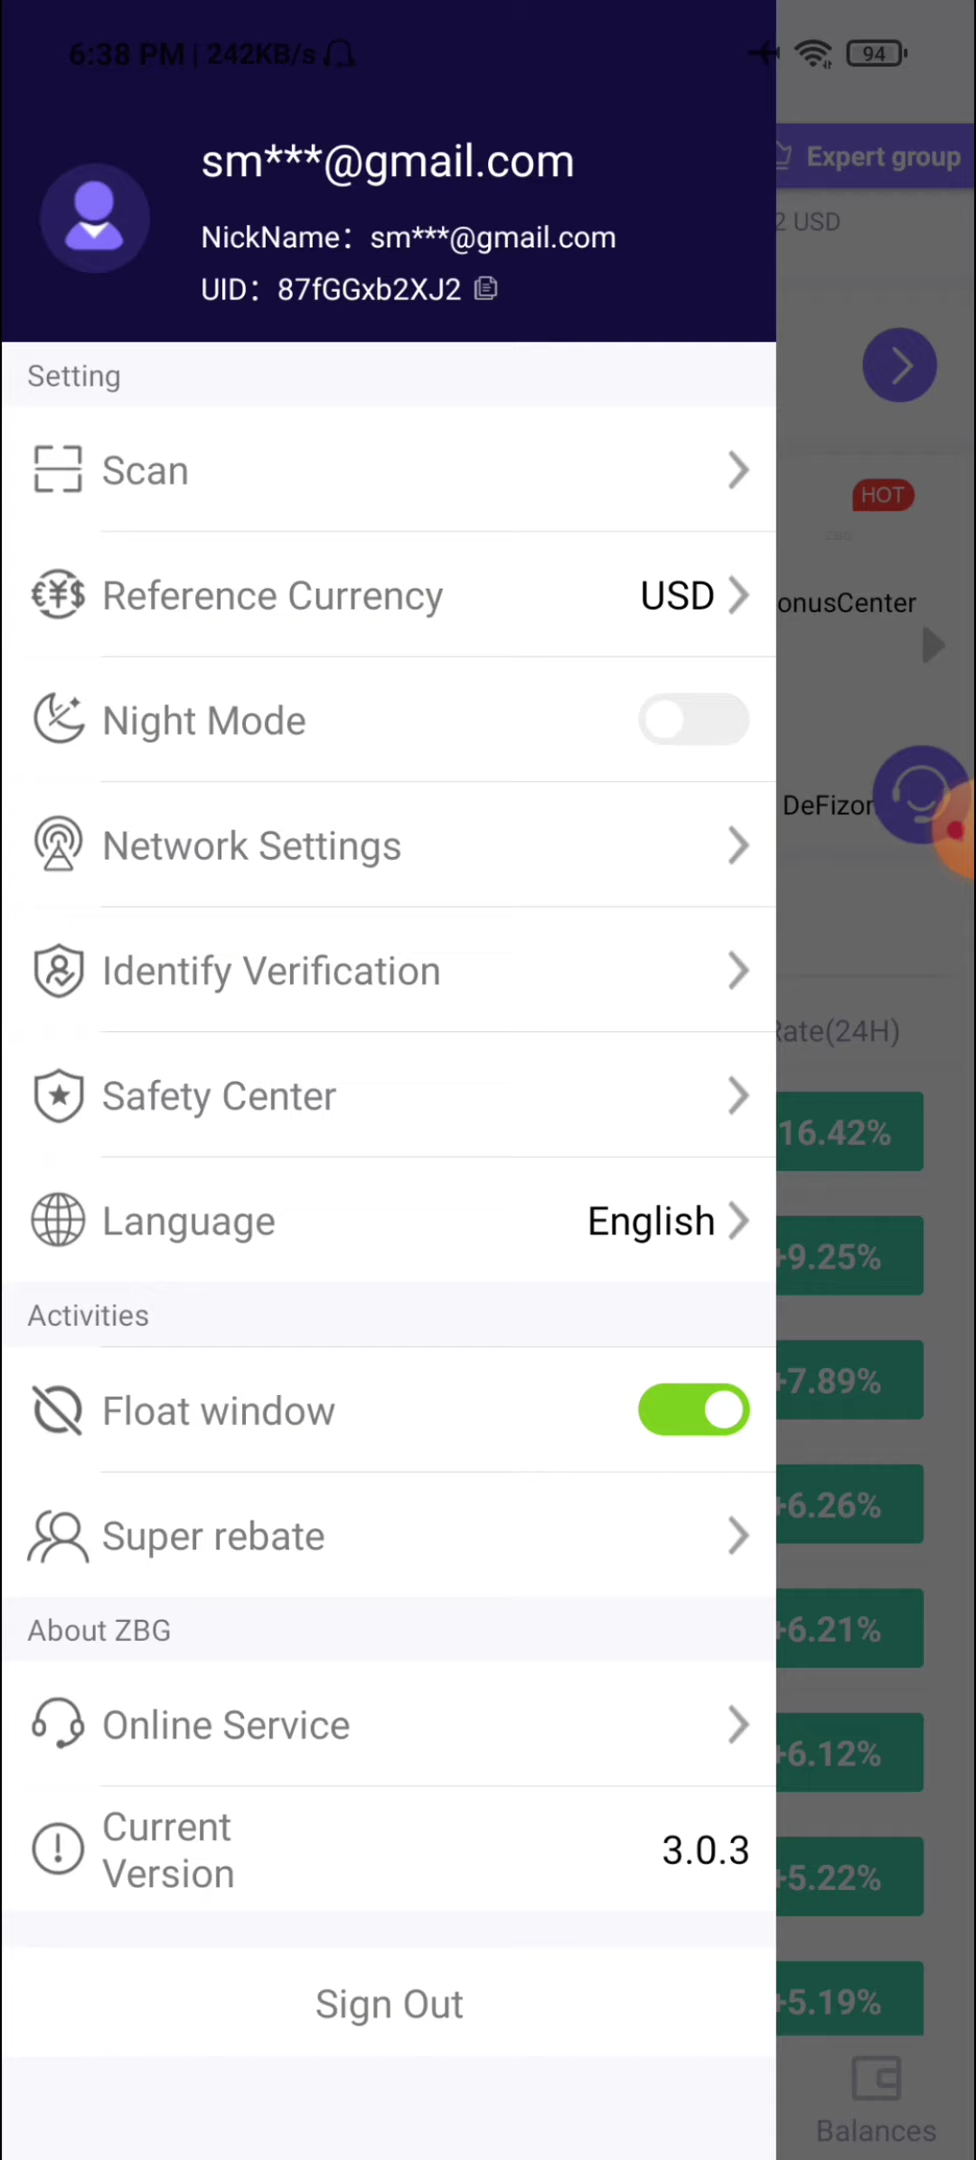 6:38 PM | 242KB/s
94
sm***@gmail.com
NickName: sm***@gmail.com
UID: 87fGGxb2XJ2
Expert group
2 USD
Setting
Scan
HOT
Reference Currency USD
onusCenter
Night Mode
DeFizor
Network Settings
Identify Verification
Rate(24H)
Safety Center
16.42%
Language English
+9.25%
Activities
+7.89%
Float window
+6.26%
Super rebate
+6.21%
About ZBG
Online Service
+6.12%
Current
Version
3.0.3
+5.22%
Sign Out
+5.19%
Balances